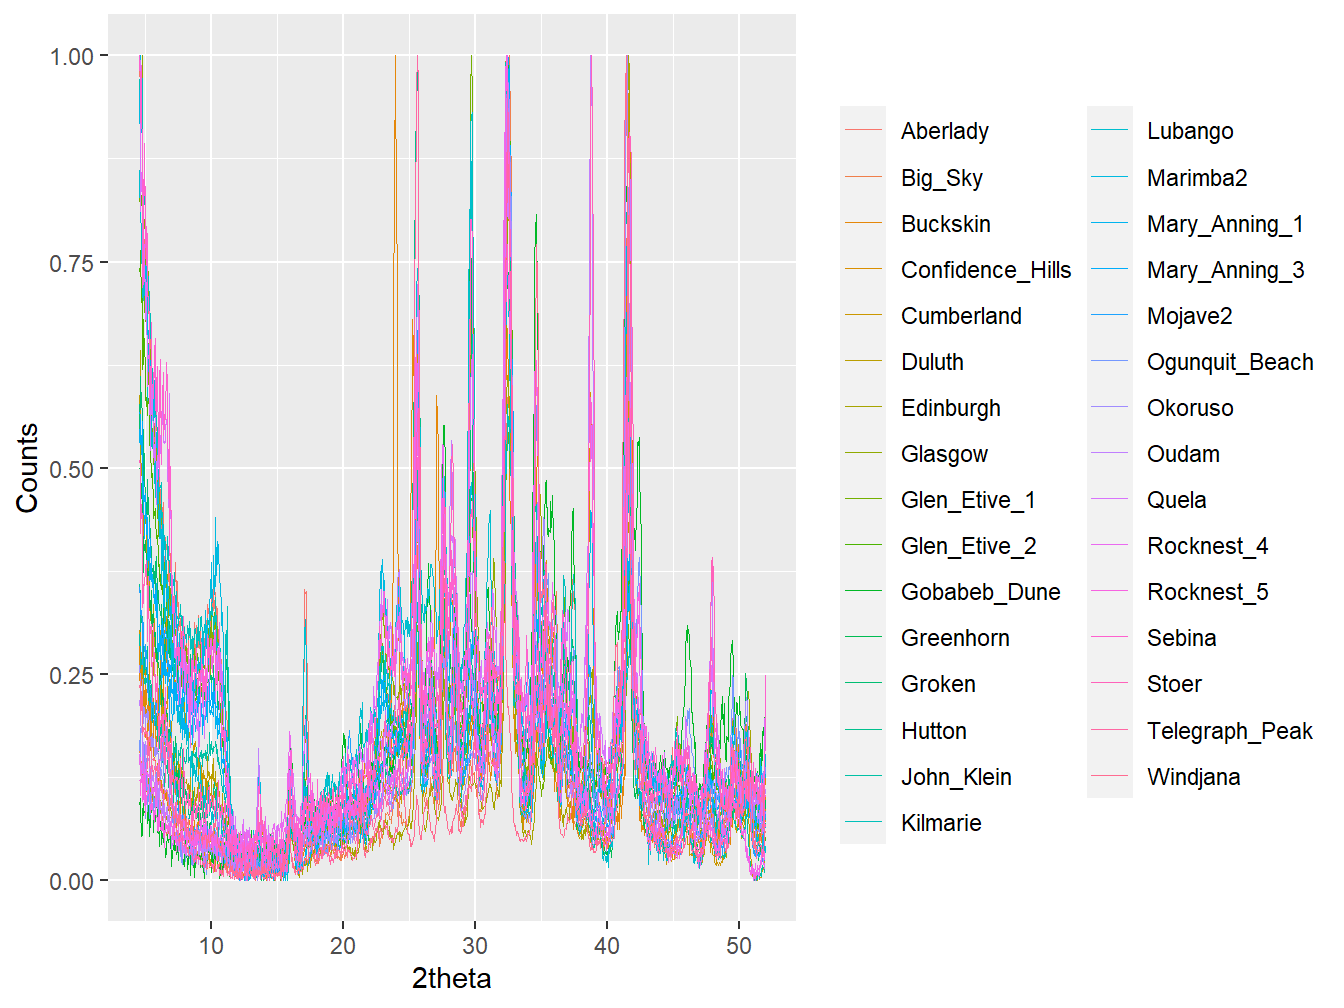 1.00
0.75
0.50
0.25
0.00
Counts
10 20 30 40 50
2theta
Aberlady
Big_Sky
Buckskin
Confidence_Hills
Cumberland
Duluth
Edinburgh
Glasgow
Glen_Etive_1
Glen_Etive_2
Gobabeb_Dune
Greenhorn
Groken
Hutton
John_Klein
Kilmarie
Lubango
Marimba2
Mary_Anning_1
Mary_Anning_3
Mojave2
Ogunquit_Beach
Okoruso
Oudam
Quela
Rocknest_4
Rocknest_5
Sebina
Stoer
Telegraph_Peak
Windjana